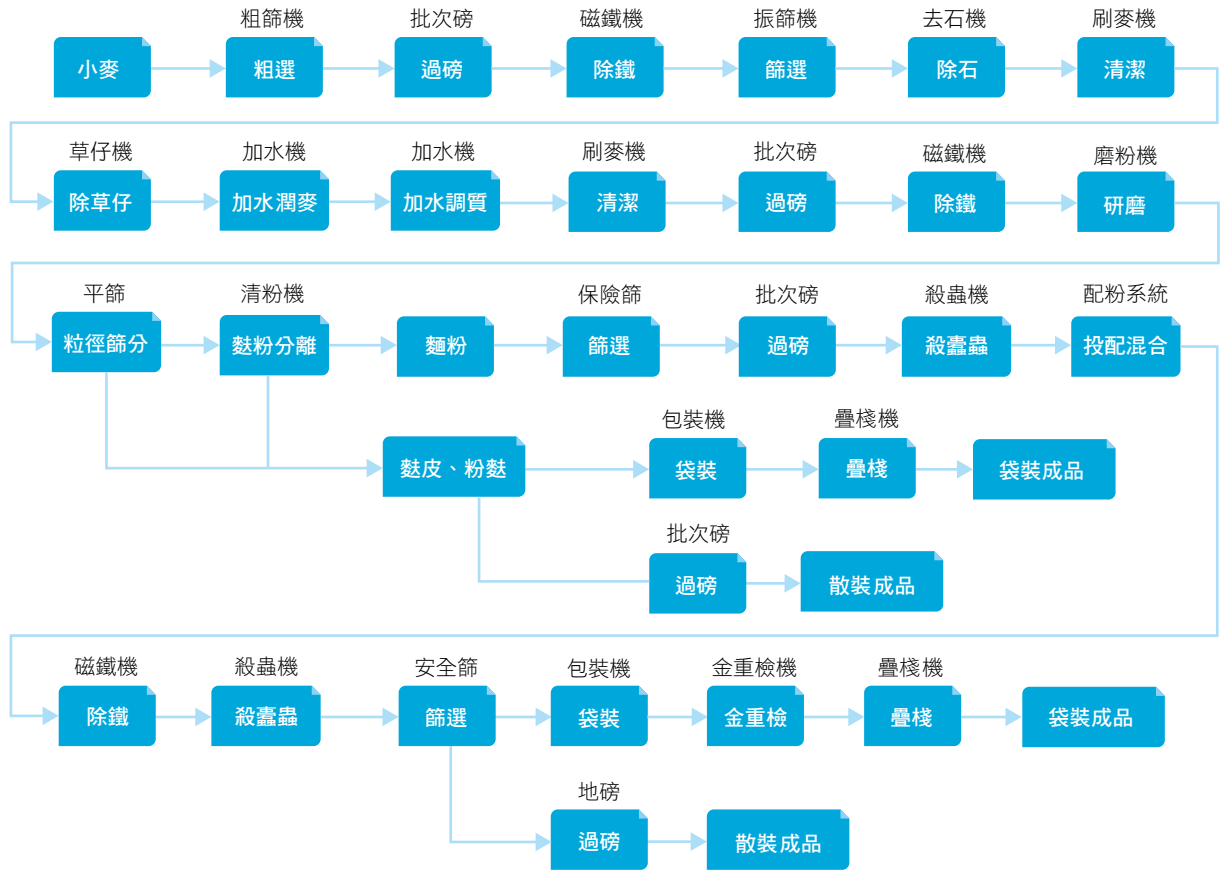 粗篩機 批次磅 磁鐵機 振篩機 去石機 刷麥機
小麥 粗選 過磅 除鐵 篩選 除石 清潔
草仔機 加水機 加水機 刷麥機 批次磅 磁鐵機 磨粉機
除草仔 加水潤麥 加水調質 清潔 過磅 除鐵 研磨
平篩 清粉機 保險篩 批次磅 殺蟲機 配粉系統
粒徑篩分 麩粉分離 麵粉 篩選 過磅 殺蠹蟲 投配混合
包裝機 疊棧機
麩皮、粉麩 袋裝 疊棧 袋裝成品
批次磅
過磅 散裝成品
磁鐵機 殺蟲機 安全篩 包裝機 金重檢機 疊棧機
除鐵 殺蠹蟲 篩選 袋裝 金重檢 疊棧 袋裝成品
地磅
過磅 散裝成品